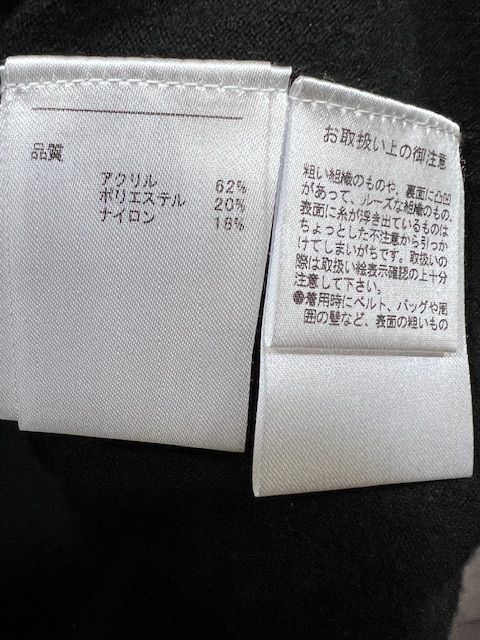 品質
アクリル 62%
ポリエステル 20%
ナイロン 18%
お取扱い上の御注意
粗い組織のものや、裏面に凸凹
があって、ルーズな組織のもの、
表面に糸が浮き出ているものは
ちょっとした不注意から引っか
けてしまいがちです。取扱いの
際は取扱い絵表示確認の上十分
注意して下さい。
●着用時にベルト、バッグや周
囲の壁など、表面の粗いもの